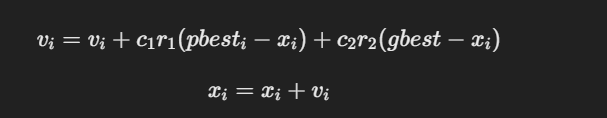 vᵢ = vᵢ + c₁r₁(pbestᵢ − xᵢ) + c₂r₂(gbest − xᵢ)
xᵢ = xᵢ + vᵢ